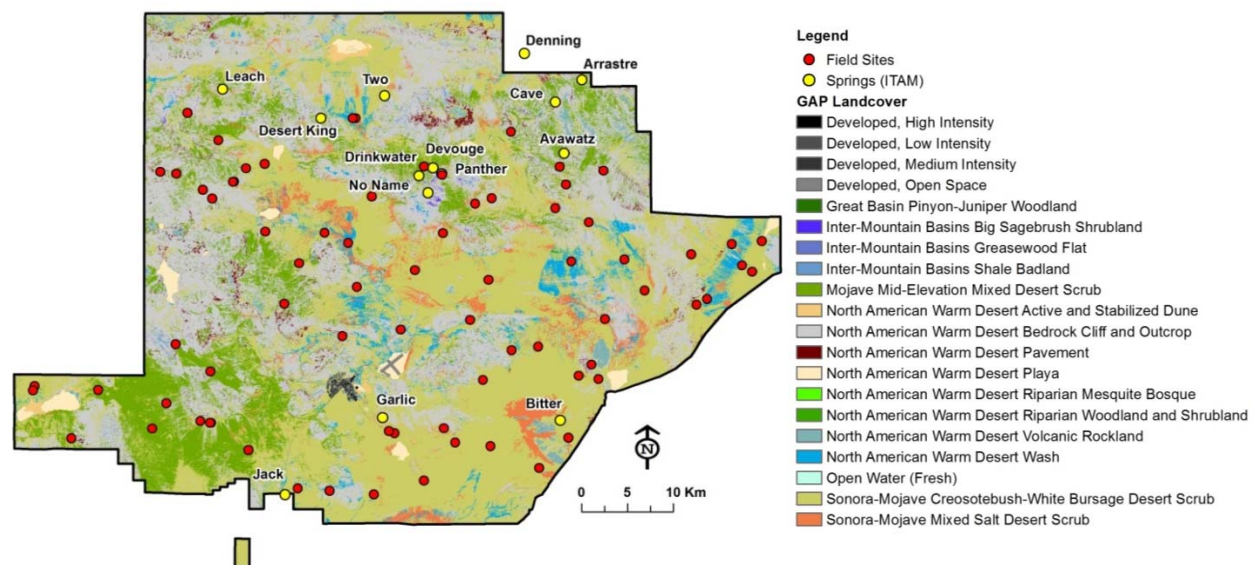 Denning
Arrastre
Leach
Two
Cave
Desert King
Avawatz
Drinkwater
Devouge
Panther
No Name
Garlic
Bitter
Jack
N
0 5 10 Km
Legend
Field Sites
Springs (ITAM)
GAP Landcover
Developed, High Intensity
Developed, Low Intensity
Developed, Medium Intensity
Developed, Open Space
Great Basin Pinyon-Juniper Woodland
Inter-Mountain Basins Big Sagebrush Shrubland
Inter-Mountain Basins Greasewood Flat
Inter-Mountain Basins Shale Badland
Mojave Mid-Elevation Mixed Desert Scrub
North American Warm Desert Active and Stabilized Dune
North American Warm Desert Bedrock Cliff and Outcrop
North American Warm Desert Pavement
North American Warm Desert Playa
North American Warm Desert Riparian Mesquite Bosque
North American Warm Desert Riparian Woodland and Shrubland
North American Warm Desert Volcanic Rockland
North American Warm Desert Wash
Open Water (Fresh)
Sonora-Mojave Creosotebush-White Bursage Desert Scrub
Sonora-Mojave Mixed Salt Desert Scrub